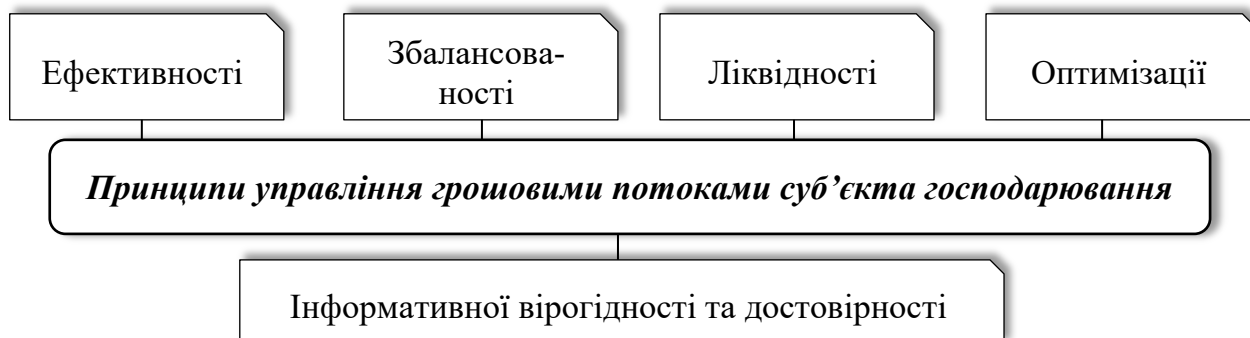 Ефективності
Збалансова-
ності
Ліквідності
Оптимізації
Принципи управління грошовими потоками суб’єкта господарювання
Інформативної вірогідності та достовірності